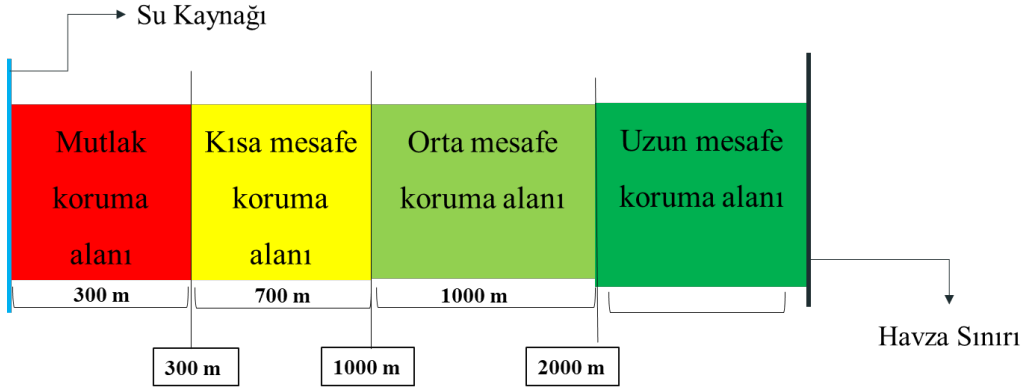 Su Kaynağı
Mutlak
koruma
alanı
Kısa mesafe
koruma
alanı
Orta mesafe
koruma alanı
Uzun mesafe
koruma alanı
300 m
700 m
1000 m
300 m
1000 m
2000 m
Havza Sınırı